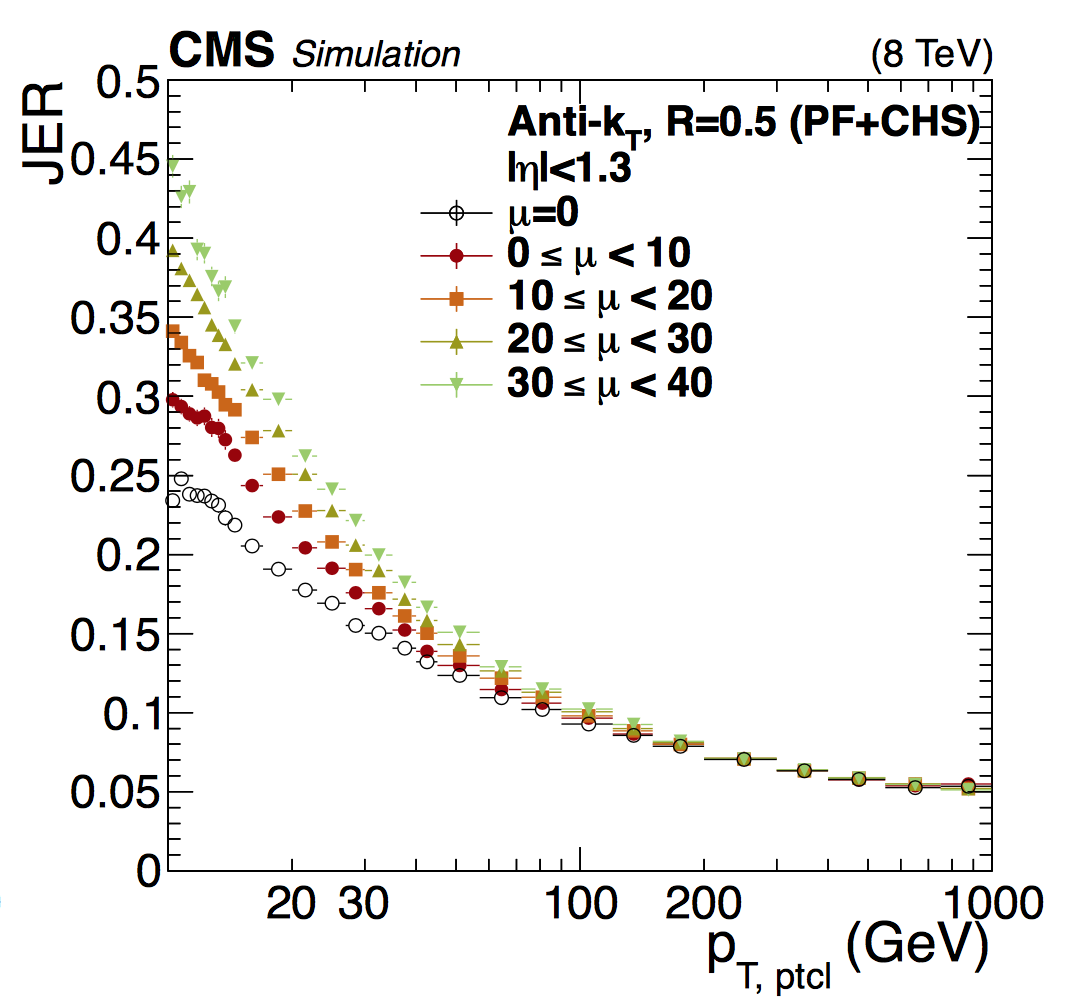 CMS Simulation (8 TeV)
JER
0.5
0.45
0.4
0.35
0.3
0.25
0.2
0.15
0.1
0.05
0
Anti-kT, R=0.5 (PF+CHS)
|η|<1.3
μ=0
0 ≤ μ < 10
10 ≤ μ < 20
20 ≤ μ < 30
30 ≤ μ < 40
20 30 100 200 1000
pT, ptcl (GeV)